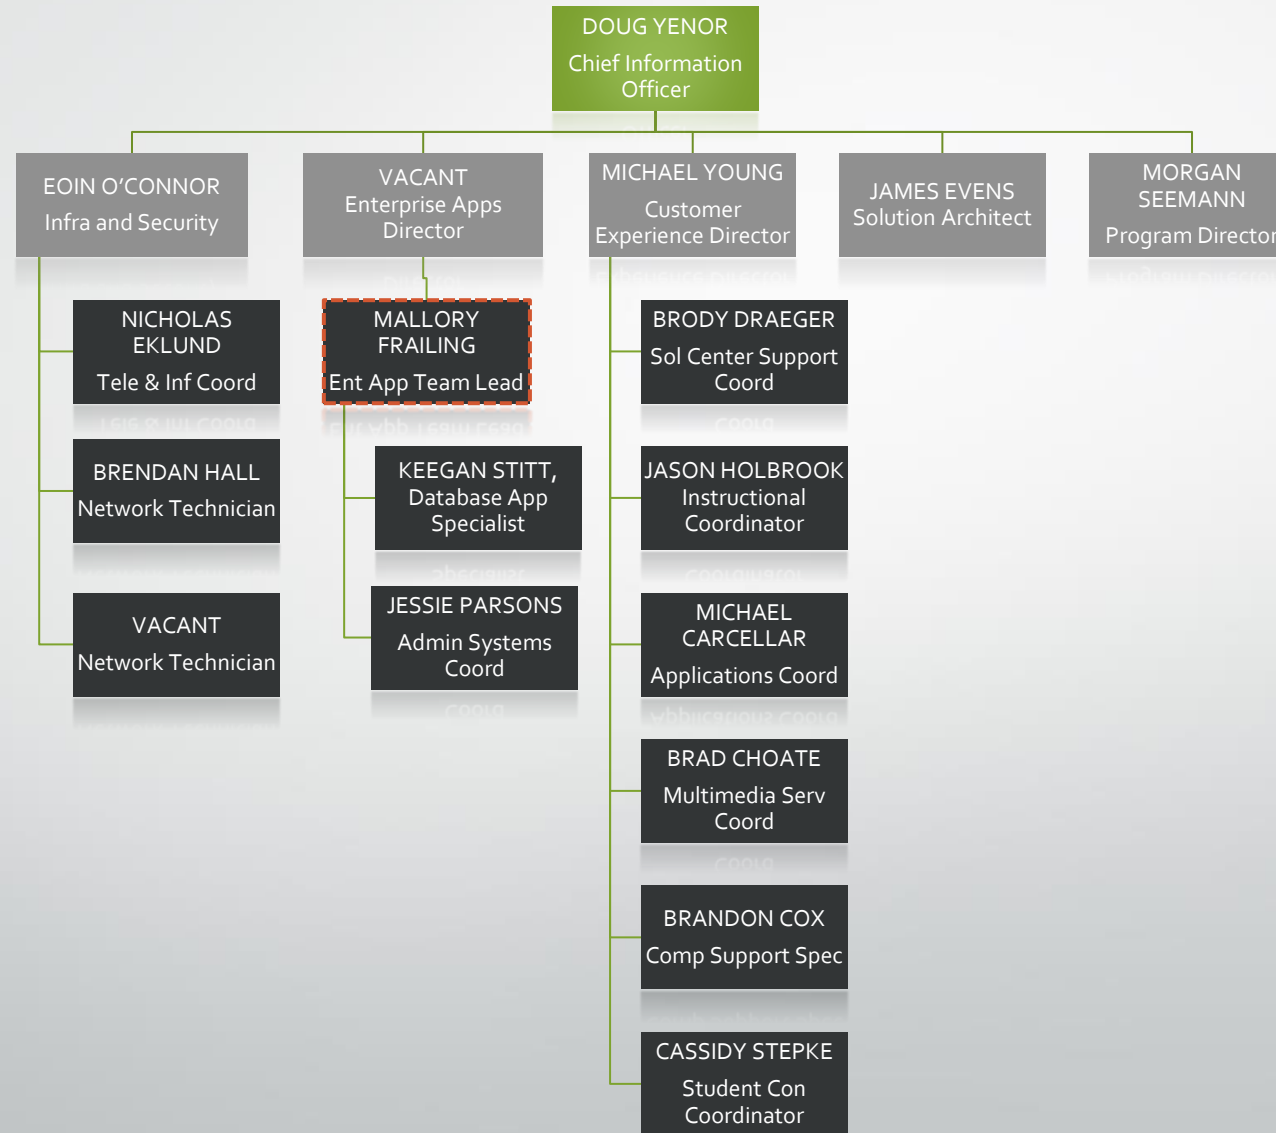 DOUG YENOR
Chief Information
Officer
EOIN O’CONNOR
Infra and Security
VACANT
Enterprise Apps
Director
MICHAEL YOUNG
Customer
Experience Director
JAMES EVENS
Solution Architect
MORGAN
SEEMANN
Program Director
NICHOLAS
EKLUND
Tele & Inf Coord
BRENDAN HALL
Network Technician
VACANT
Network Technician
MALLORY
FRAILING
Ent App Team Lead
KEEGAN STITT,
Database App
Specialist
JESSIE PARSONS
Admin Systems
Coord
BRODY DRAEGER
Sol Center Support
Coord
JASON HOLBROOK
Instructional
Coordinator
MICHAEL
CARCELLAR
Applications Coord
BRAD CHOATE
Multimedia Serv
Coord
BRANDON COX
Comp Support Spec
CASSIDY STEPKE
Student Con
Coordinator